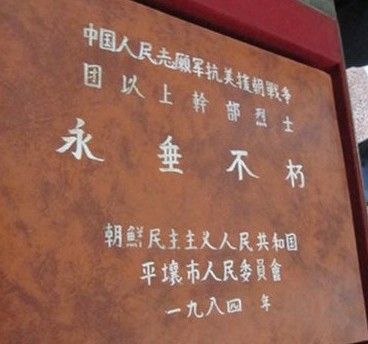 中国人民志愿军抗美援朝戰争
团以上幹部烈士
永垂不朽
朝鮮民主主义人民共和国
平壤市人民委員會
一九八四年